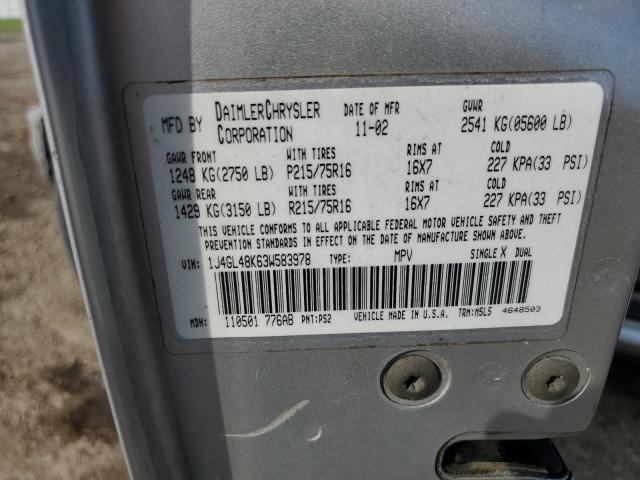 MFD BY DAIMLERCHRYSLER CORPORATION DATE OF MFR 11-02 GVWR 2541 KG(05600 LB)
GAWR FRONT WITH TIRES RIMS AT COLD
1248 KG(2750 LB) P215/75R16 16X7 227 KPA(33 PSI)
GAWR REAR WITH TIRES RIMS AT COLD
1429 KG(3150 LB) R215/75R16 16X7 227 KPA(33 PSI)
THIS VEHICLE CONFORMS TO ALL APPLICABLE FEDERAL MOTOR VEHICLE SAFETY AND THEFT
PREVENTION STANDARDS IN EFFECT ON THE DATE OF MANUFACTURE SHOWN ABOVE.
VIN: 1J4GL48K63W583978 TYPE: MPV SINGLE X DUAL
MDH: 110501 776AB PNT:PS2 VEHICLE MADE IN U.S.A. TRM:M5L5 4648503